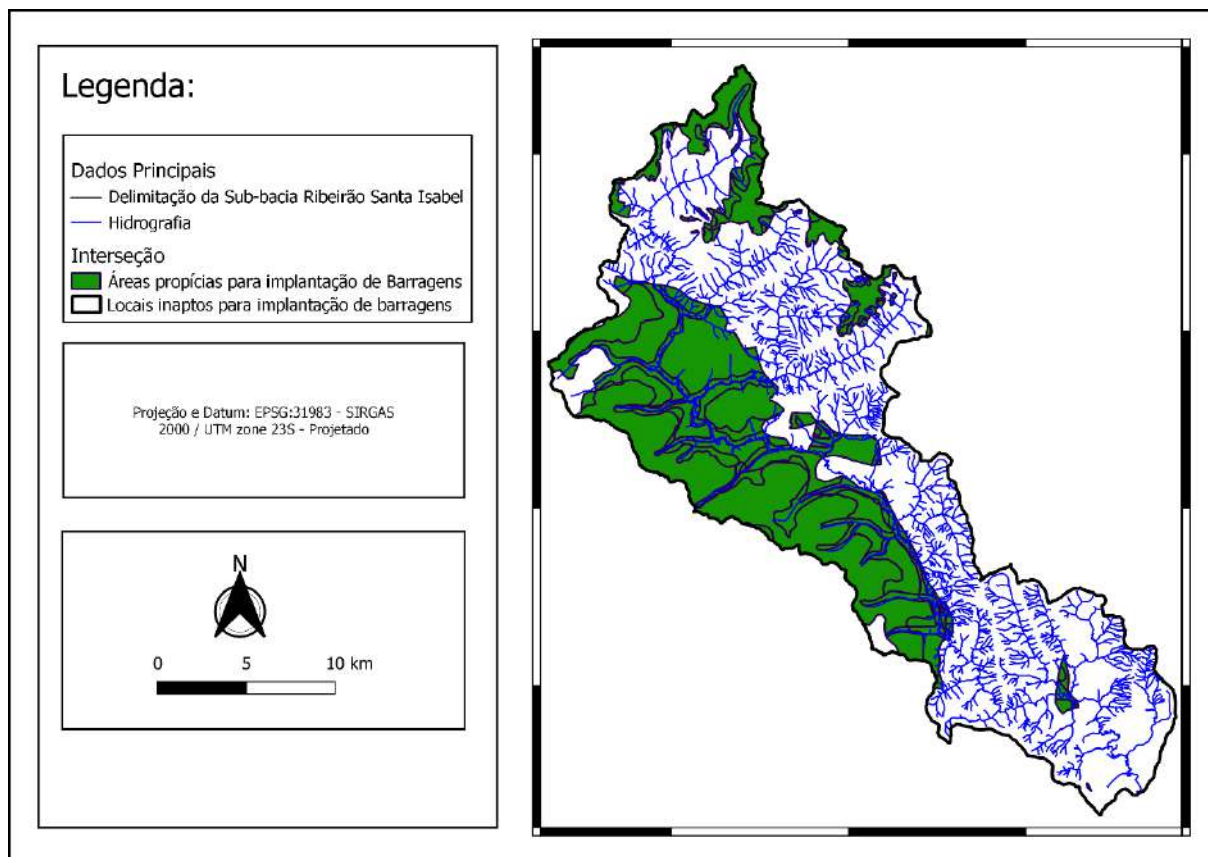 Legenda:
Dados Principais
Delimitação da Sub-bacia Ribeirão Santa Isabel
Hidrografia
Interseção
Áreas propícias para implantação de Barragens
Locais inaptos para implantação de barragens
Projeção e Datum: EPSG:31983 - SIRGAS
2000 / UTM zone 23S - Projetado
N
0 5 10 km